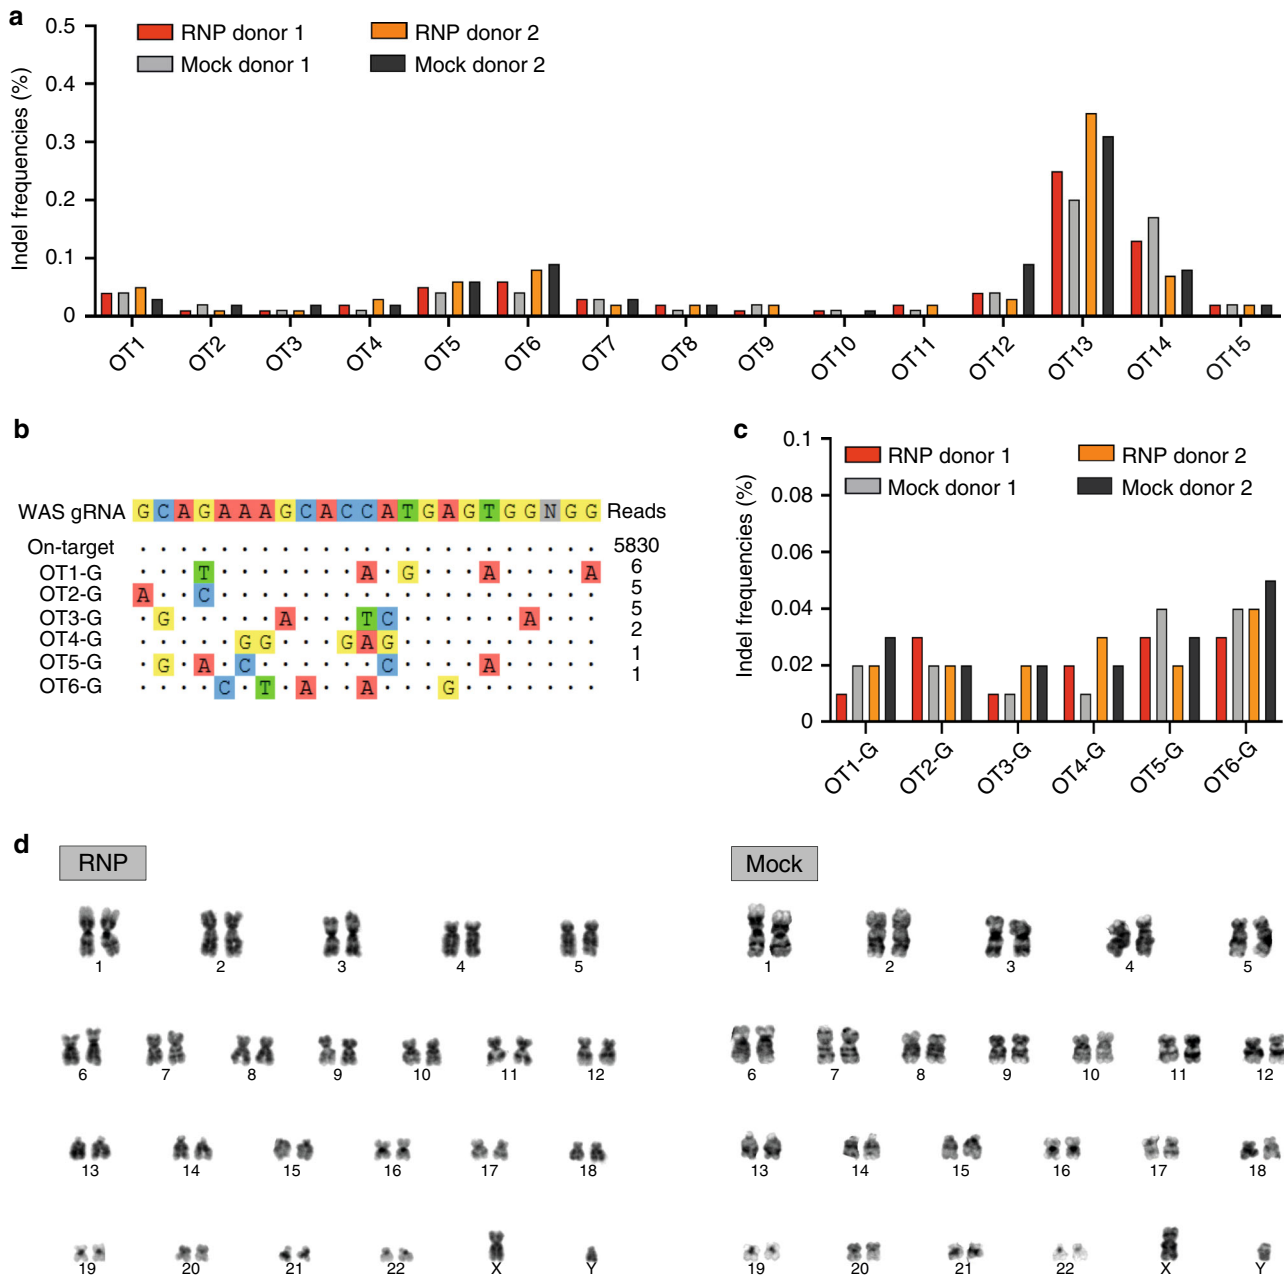 a
Indel frequencies (%)
0.5
0.4
0.3
0.2
0.1
0
RNP donor 1
RNP donor 2
Mock donor 1
Mock donor 2
OT1 OT2 OT3 OT4 OT5 OT6 OT7 OT8 OT9 OT10 OT11 OT12 OT13 OT14 OT15
b
WAS gRNA G C A G A A A G C A C C A T G A G T G G N G G Reads
On-target · · · · · · · · · · · · · · · · · · · · · · · 5830
OT1-G · · · T · · · · · · · A · G · · · A · · · · A 6
OT2-G A · · C · · · · · · · · · · · · · · · · · · · 5
OT3-G · G · · · · · A · · · T C · · · · · · A · · · 5
OT4-G · · · · · G G · · · G A G · · · · · · · · · · 2
OT5-G · G · A · C · · · · · · C · · · · A · · · · · 1
OT6-G · · · · C · T · A · · A · · · G · · · · · · · 1
c
Indel frequencies (%)
0.1
0.08
0.06
0.04
0.02
0
RNP donor 1
RNP donor 2
Mock donor 1
Mock donor 2
OT1-G OT2-G OT3-G OT4-G OT5-G OT6-G
d
RNP
1 2 3 4 5
6 7 8 9 10 11 12
13 14 15 16 17 18
19 20 21 22 X Y
Mock
1 2 3 4 5
6 7 8 9 10 11 12
13 14 15 16 17 18
19 20 21 22 X Y